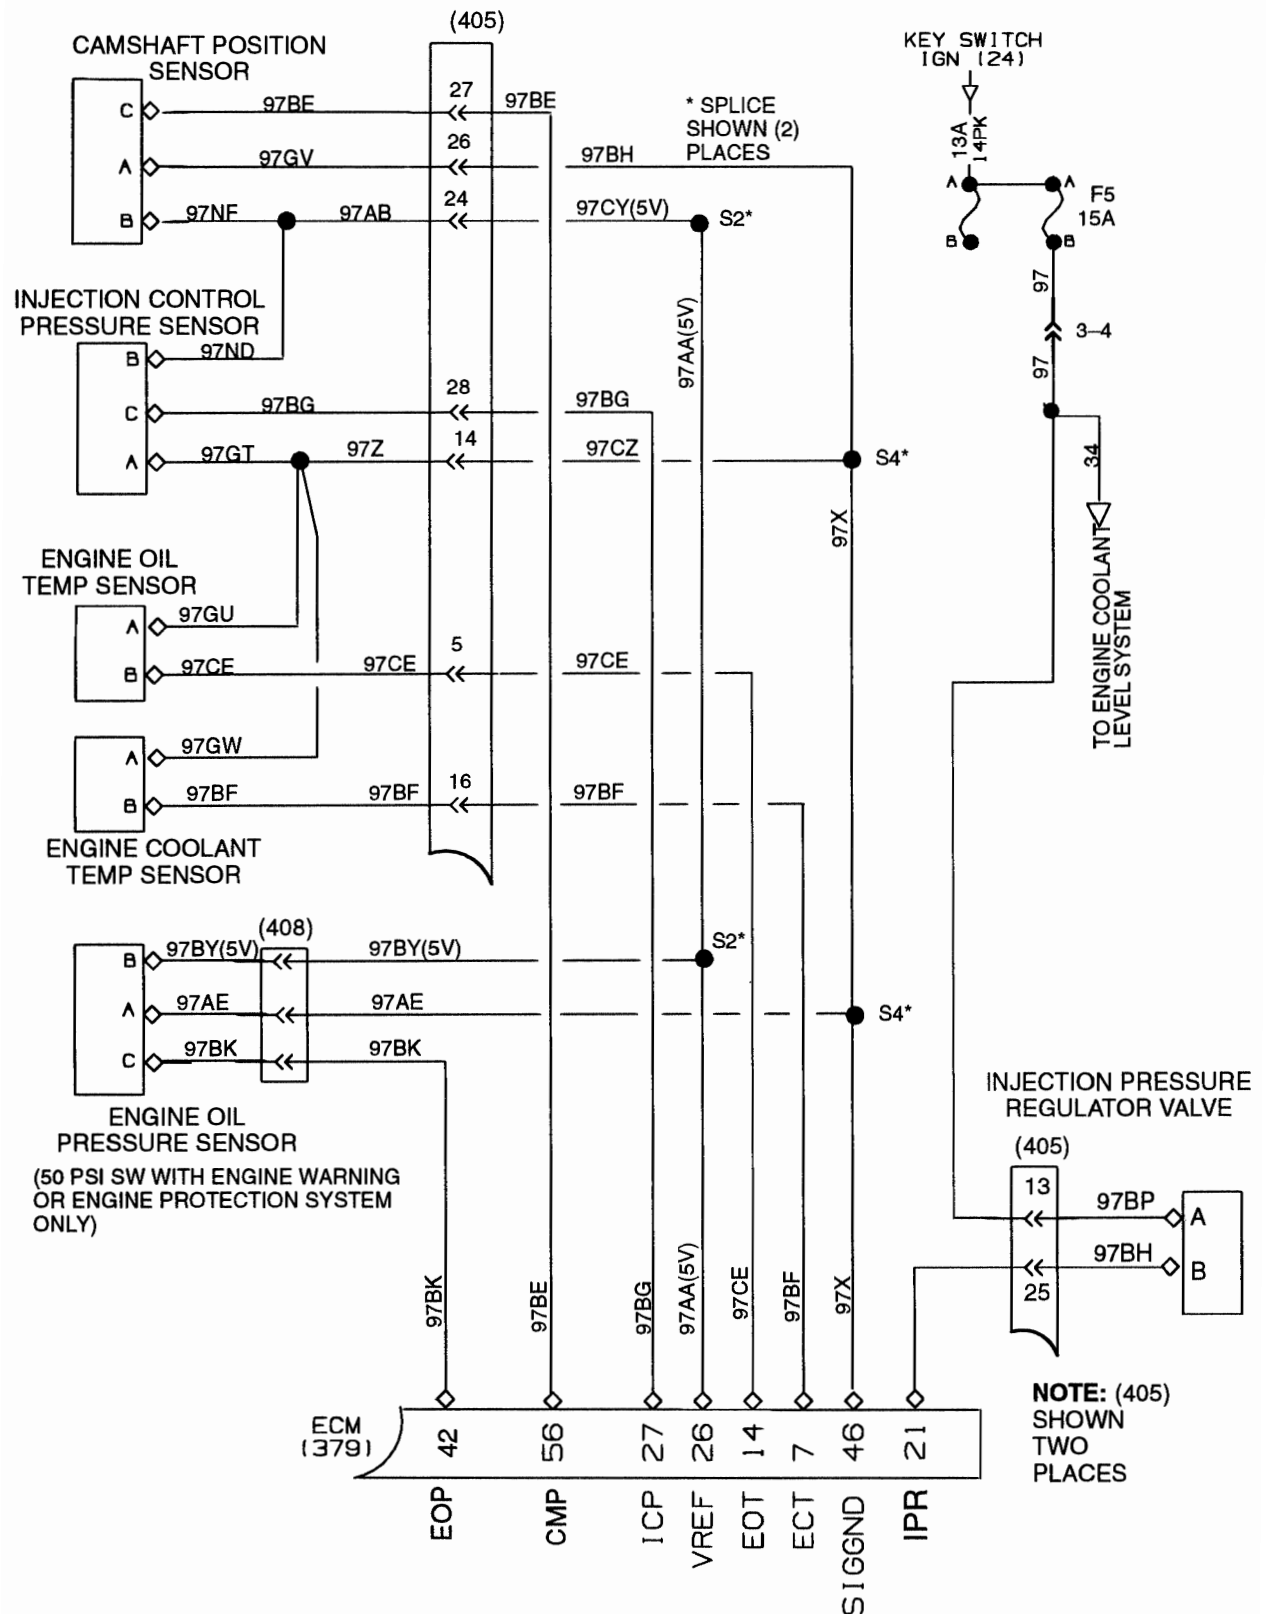 (405)
CAMSHAFT POSITION
SENSOR
C
97BE
27
97BE
A
97GV
26
97BH
B
97NF
97AB
24
97CY(5V)
S2*
* SPLICE
SHOWN (2)
PLACES
KEY SWITCH
IGN (24)
13A
14PK
A
A
F5
15A
B
B
97
3–4
97
34
TO ENGINE COOLANT
LEVEL SYSTEM
INJECTION CONTROL
PRESSURE SENSOR
B
97ND
97AA(5V)
C
97BG
28
97BG
A
97GT
97Z
14
97CZ
S4*
97X
ENGINE OIL
TEMP SENSOR
A
97GU
B
97CE
97CE
5
97CE
A
97GW
B
97BF
97BF
16
97BF
ENGINE COOLANT
TEMP SENSOR
(408)
B
97BY(5V)
97BY(5V)
S2*
A
97AE
97AE
S4*
C
97BK
97BK
ENGINE OIL
PRESSURE SENSOR
(50 PSI SW WITH ENGINE WARNING
OR ENGINE PROTECTION SYSTEM
ONLY)
INJECTION PRESSURE
REGULATOR VALVE
(405)
13
97BP
A
97BH
B
25
97BK
97BE
97BG
97AA(5V)
97CE
97BF
97X
NOTE: (405)
SHOWN
TWO
PLACES
ECM
(379)
42
56
27
26
14
7
46
21
EOP
CMP
ICP
VREF
EOT
ECT
SIGGND
IPR